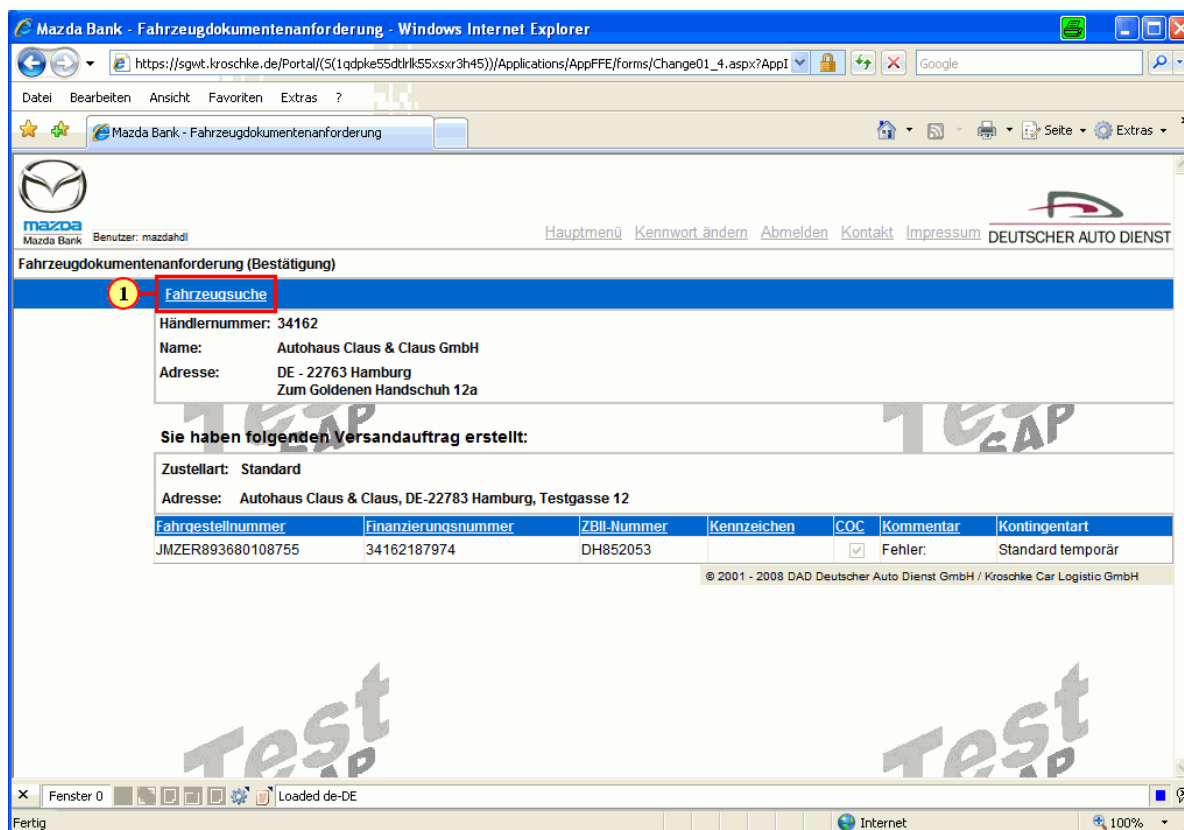 Mazda Bank - Fahrzeugdokumentenanforderung - Windows Internet Explorer
https://sgwt.kroschke.de/Portal/(S(1qdpke55dtlrlk55xsxr3h45))/Applications/AppFFE/forms/Change01_4.aspx?AppI
Google
Datei Bearbeiten Ansicht Favoriten Extras ?
Mazda Bank - Fahrzeugdokumentenanforderung
Seite Extras
mazda
Mazda Bank Benutzer: mazdahdl
Hauptmenü Kennwort ändern Abmelden Kontakt Impressum
DEUTSCHER AUTO DIENST
Fahrzeugdokumentenanforderung (Bestätigung)
1 Fahrzeugsuche
Händlernummer: 34162
Name: Autohaus Claus & Claus GmbH
Adresse: DE - 22763 Hamburg
Zum Goldenen Handschuh 12a
Sie haben folgenden Versandauftrag erstellt:
Zustellart: Standard
Adresse: Autohaus Claus & Claus, DE-22783 Hamburg, Testgasse 12
Fahrgestellnummer Finanzierungsnummer ZBII-Nummer Kennzeichen COC Kommentar Kontingentart
JMZER893680108755 34162187974 DH852053 Fehler: Standard temporär
© 2001 - 2008 DAD Deutscher Auto Dienst GmbH / Kroschke Car Logistic GmbH
Test Test
SAP SAP
× Fenster 0 Loaded de-DE
Fertig Internet 100%